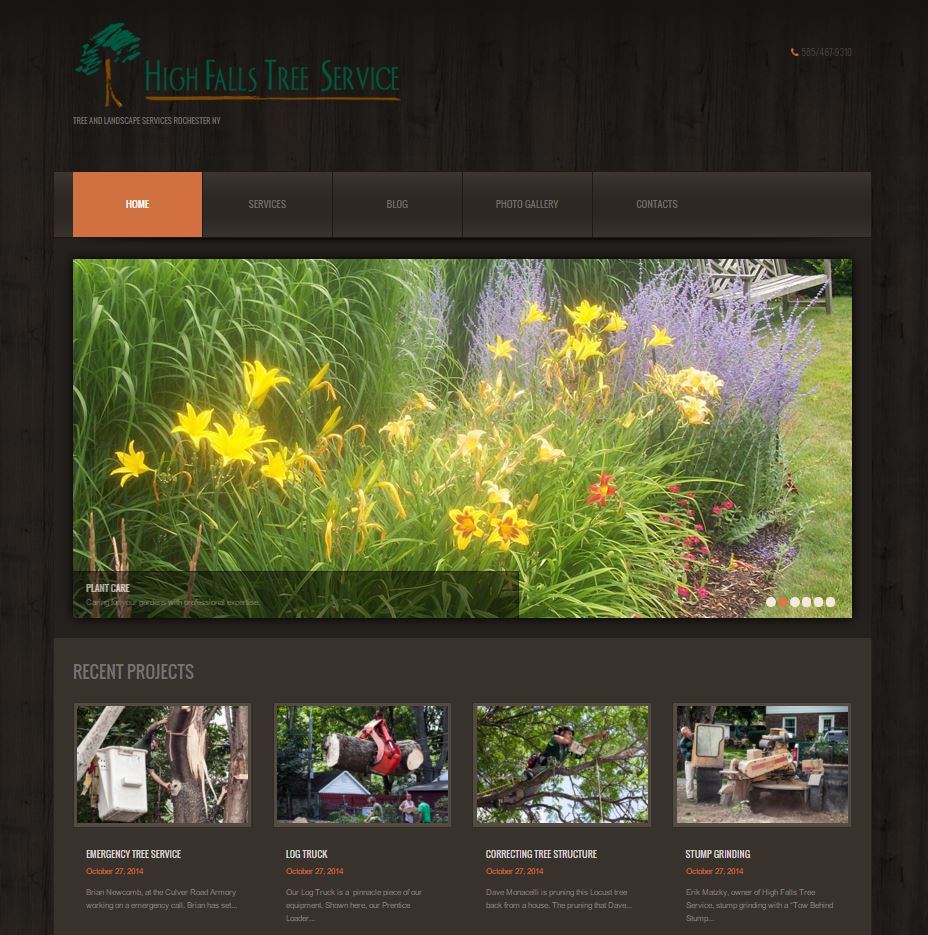 HIGH FALLS TREE SERVICE
585/467-9310
TREE AND LANDSCAPE SERVICES ROCHESTER NY
HOME
SERVICES
BLOG
PHOTO GALLERY
CONTACTS
PLANT CARE
Caring for your gardens with professional expertise.
RECENT PROJECTS
EMERGENCY TREE SERVICE
October 27, 2014
Brian Newcomb, at the Culver Road Armory
working on a emergency call. Brian has set...
LOG TRUCK
October 27, 2014
Our Log Truck is a pinnacle piece of our
equipment. Shown here, our Prentice
Loader...
CORRECTING TREE STRUCTURE
October 27, 2014
Dave Monacelli is pruning this Locust tree
back from a house. The pruning that Dave...
STUMP GRINDING
October 27, 2014
Erik Matzky, owner of High Falls Tree
Service, stump grinding with a "Tow Behind
Stump...